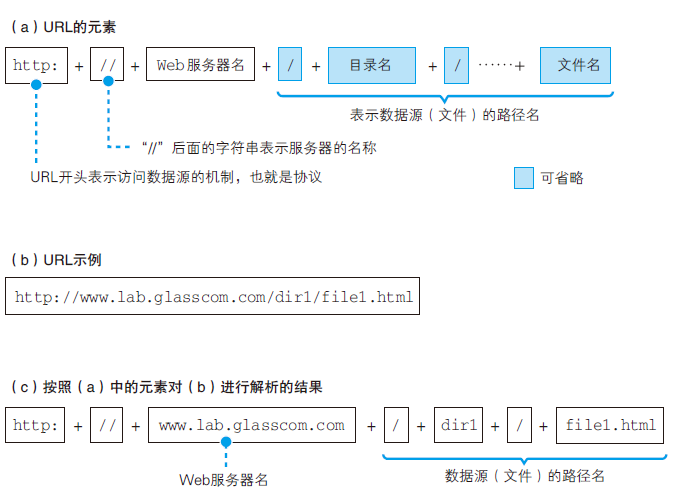 （a）URL的元素
http: + // + Web服务器名 + / + 目录名 + / ……+ 文件名
表示数据源（文件）的路径名
“//”后面的字符串表示服务器的名称
URL开头表示访问数据源的机制，也就是协议
可省略
（b）URL示例
http://www.lab.glasscom.com/dir1/file1.html
（c）按照（a）中的元素对（b）进行解析的结果
http: + // + www.lab.glasscom.com + / + dir1 + / + file1.html
Web服务器名
数据源（文件）的路径名